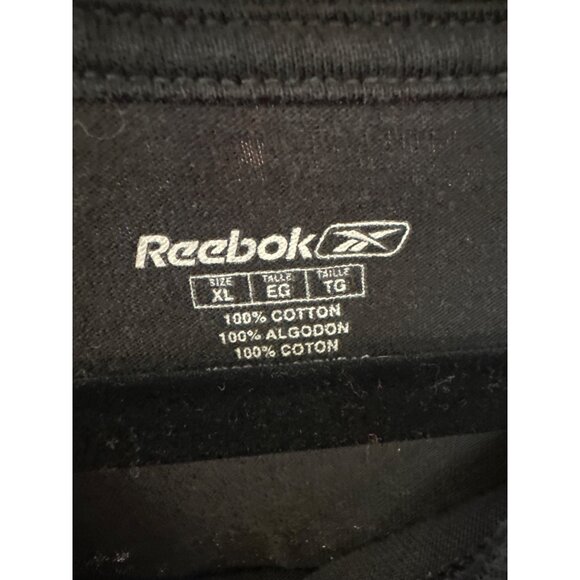 Reebok
SIZE TALLE TAILLE
XL EG TG
100% COTTON
100% ALGODON
100% COTON